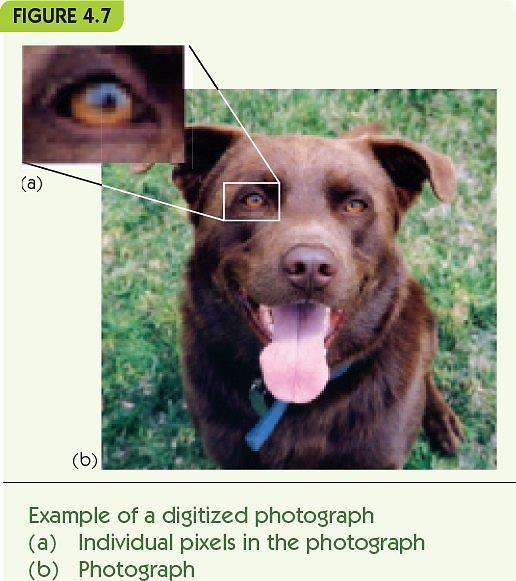 FIGURE 4.7
(a)
(b)
Example of a digitized photograph
(a) Individual pixels in the photograph
(b) Photograph